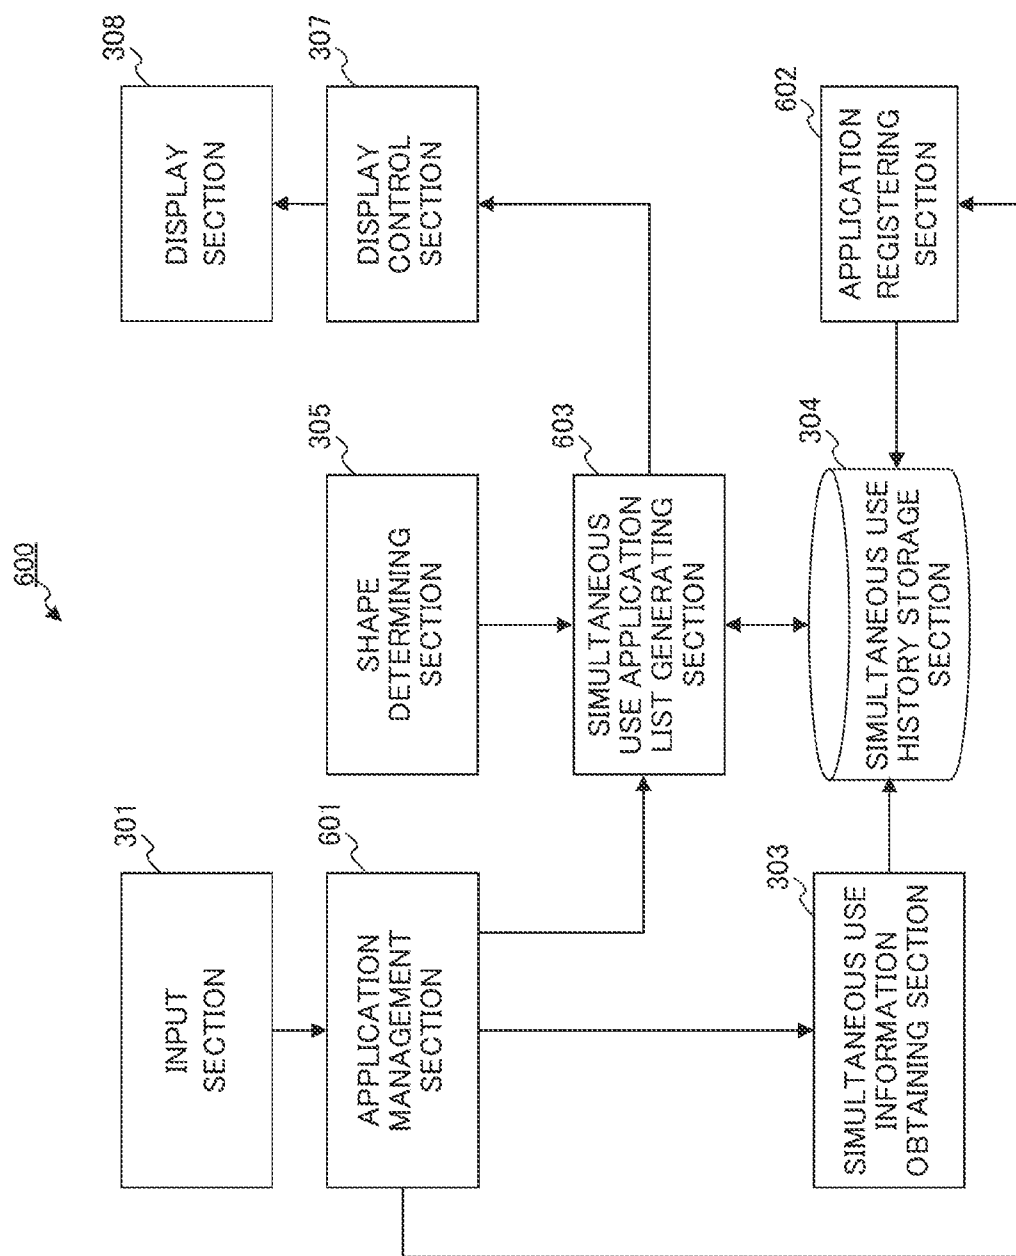 600
301
INPUT
SECTION
601
APPLICATION
MANAGEMENT
SECTION
303
SIMULTANEOUS USE
INFORMATION
OBTAINING SECTION
305
SHAPE
DETERMINING
SECTION
603
SIMULTANEOUS
USE APPLICATION
LIST GENERATING
SECTION
304
SIMULTANEOUS USE
HISTORY STORAGE
SECTION
308
DISPLAY
SECTION
307
DISPLAY
CONTROL
SECTION
602
APPLICATION
REGISTERING
SECTION